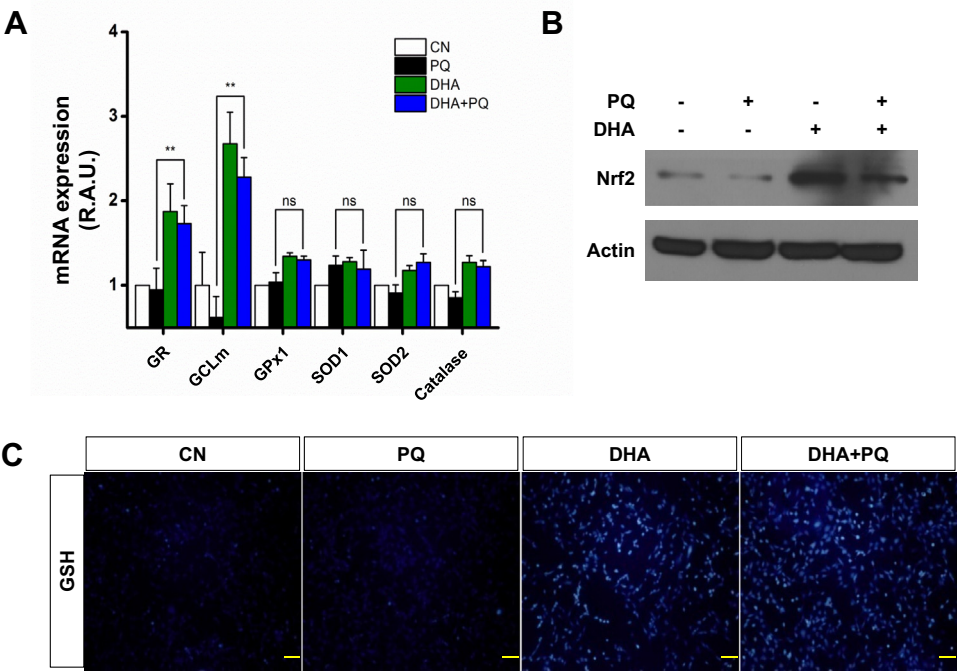 A
mRNA expression
(R.A.U.)
4
3
2
1
CN
PQ
DHA
DHA+PQ
**
**
ns
ns
ns
ns
GR
GCLm
GPx1
SOD1
SOD2
Catalase
B
PQ - + - +
DHA - - + +
Nrf2
Actin
C
CN
PQ
DHA
DHA+PQ
GSH